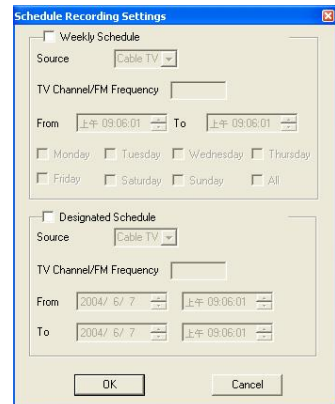 Schedule Recording Settings
Weekly Schedule
Source Cable TV
TV Channel/FM Frequency
From 上午 09:06:01 To 上午 09:06:01
Monday Tuesday Wednesday Thursday
Friday Saturday Sunday All
Designated Schedule
Source Cable TV
TV Channel/FM Frequency
From 2004/ 6/ 7 上午 09:06:01
To 2004/ 6/ 7 上午 09:06:01
OK Cancel